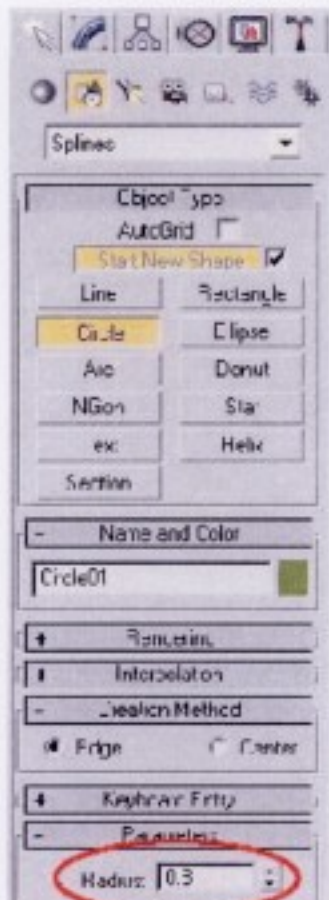 Splines
Object Type
AutoGrid
Start New Shape
Line Rectangle
Circle Ellipse
Arc Donut
NGon Star
Text Helix
Section
- Name and Color
Circle01
+ Rendering
+ Interpolation
- Creation Method
Edge Center
+ Keyboard Entry
- Parameters
Radius: 0.3